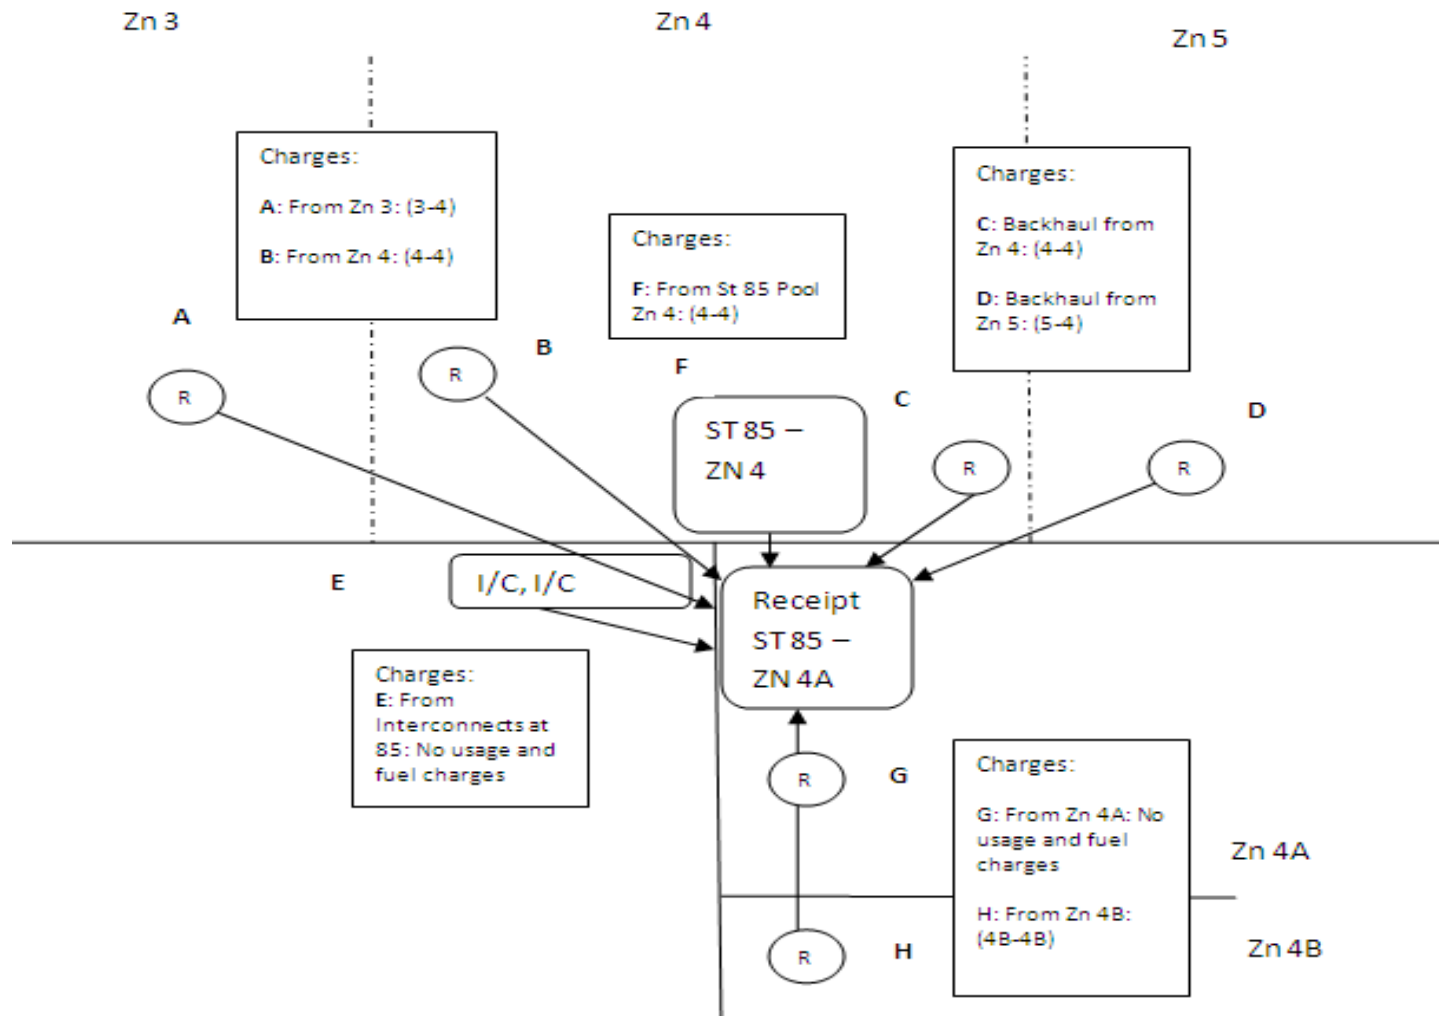 Zn 3
Zn 4
Zn 5
Charges:
A: From Zn 3: (3-4)
B: From Zn 4: (4-4)
Charges:
F: From St 85 Pool
Zn 4: (4-4)
Charges:
C: Backhaul from
Zn 4: (4-4)
D: Backhaul from
Zn 5: (5-4)
A
B
F
C
D
R
R
ST 85 –
ZN 4
R
R
E
I/C, I/C
Receipt
ST 85 –
ZN 4A
Charges:
E: From
Interconnects at
85: No usage and
fuel charges
R
G
Charges:
G: From Zn 4A: No
usage and fuel
charges
H: From Zn 4B:
(4B-4B)
Zn 4A
R
H
Zn 4B